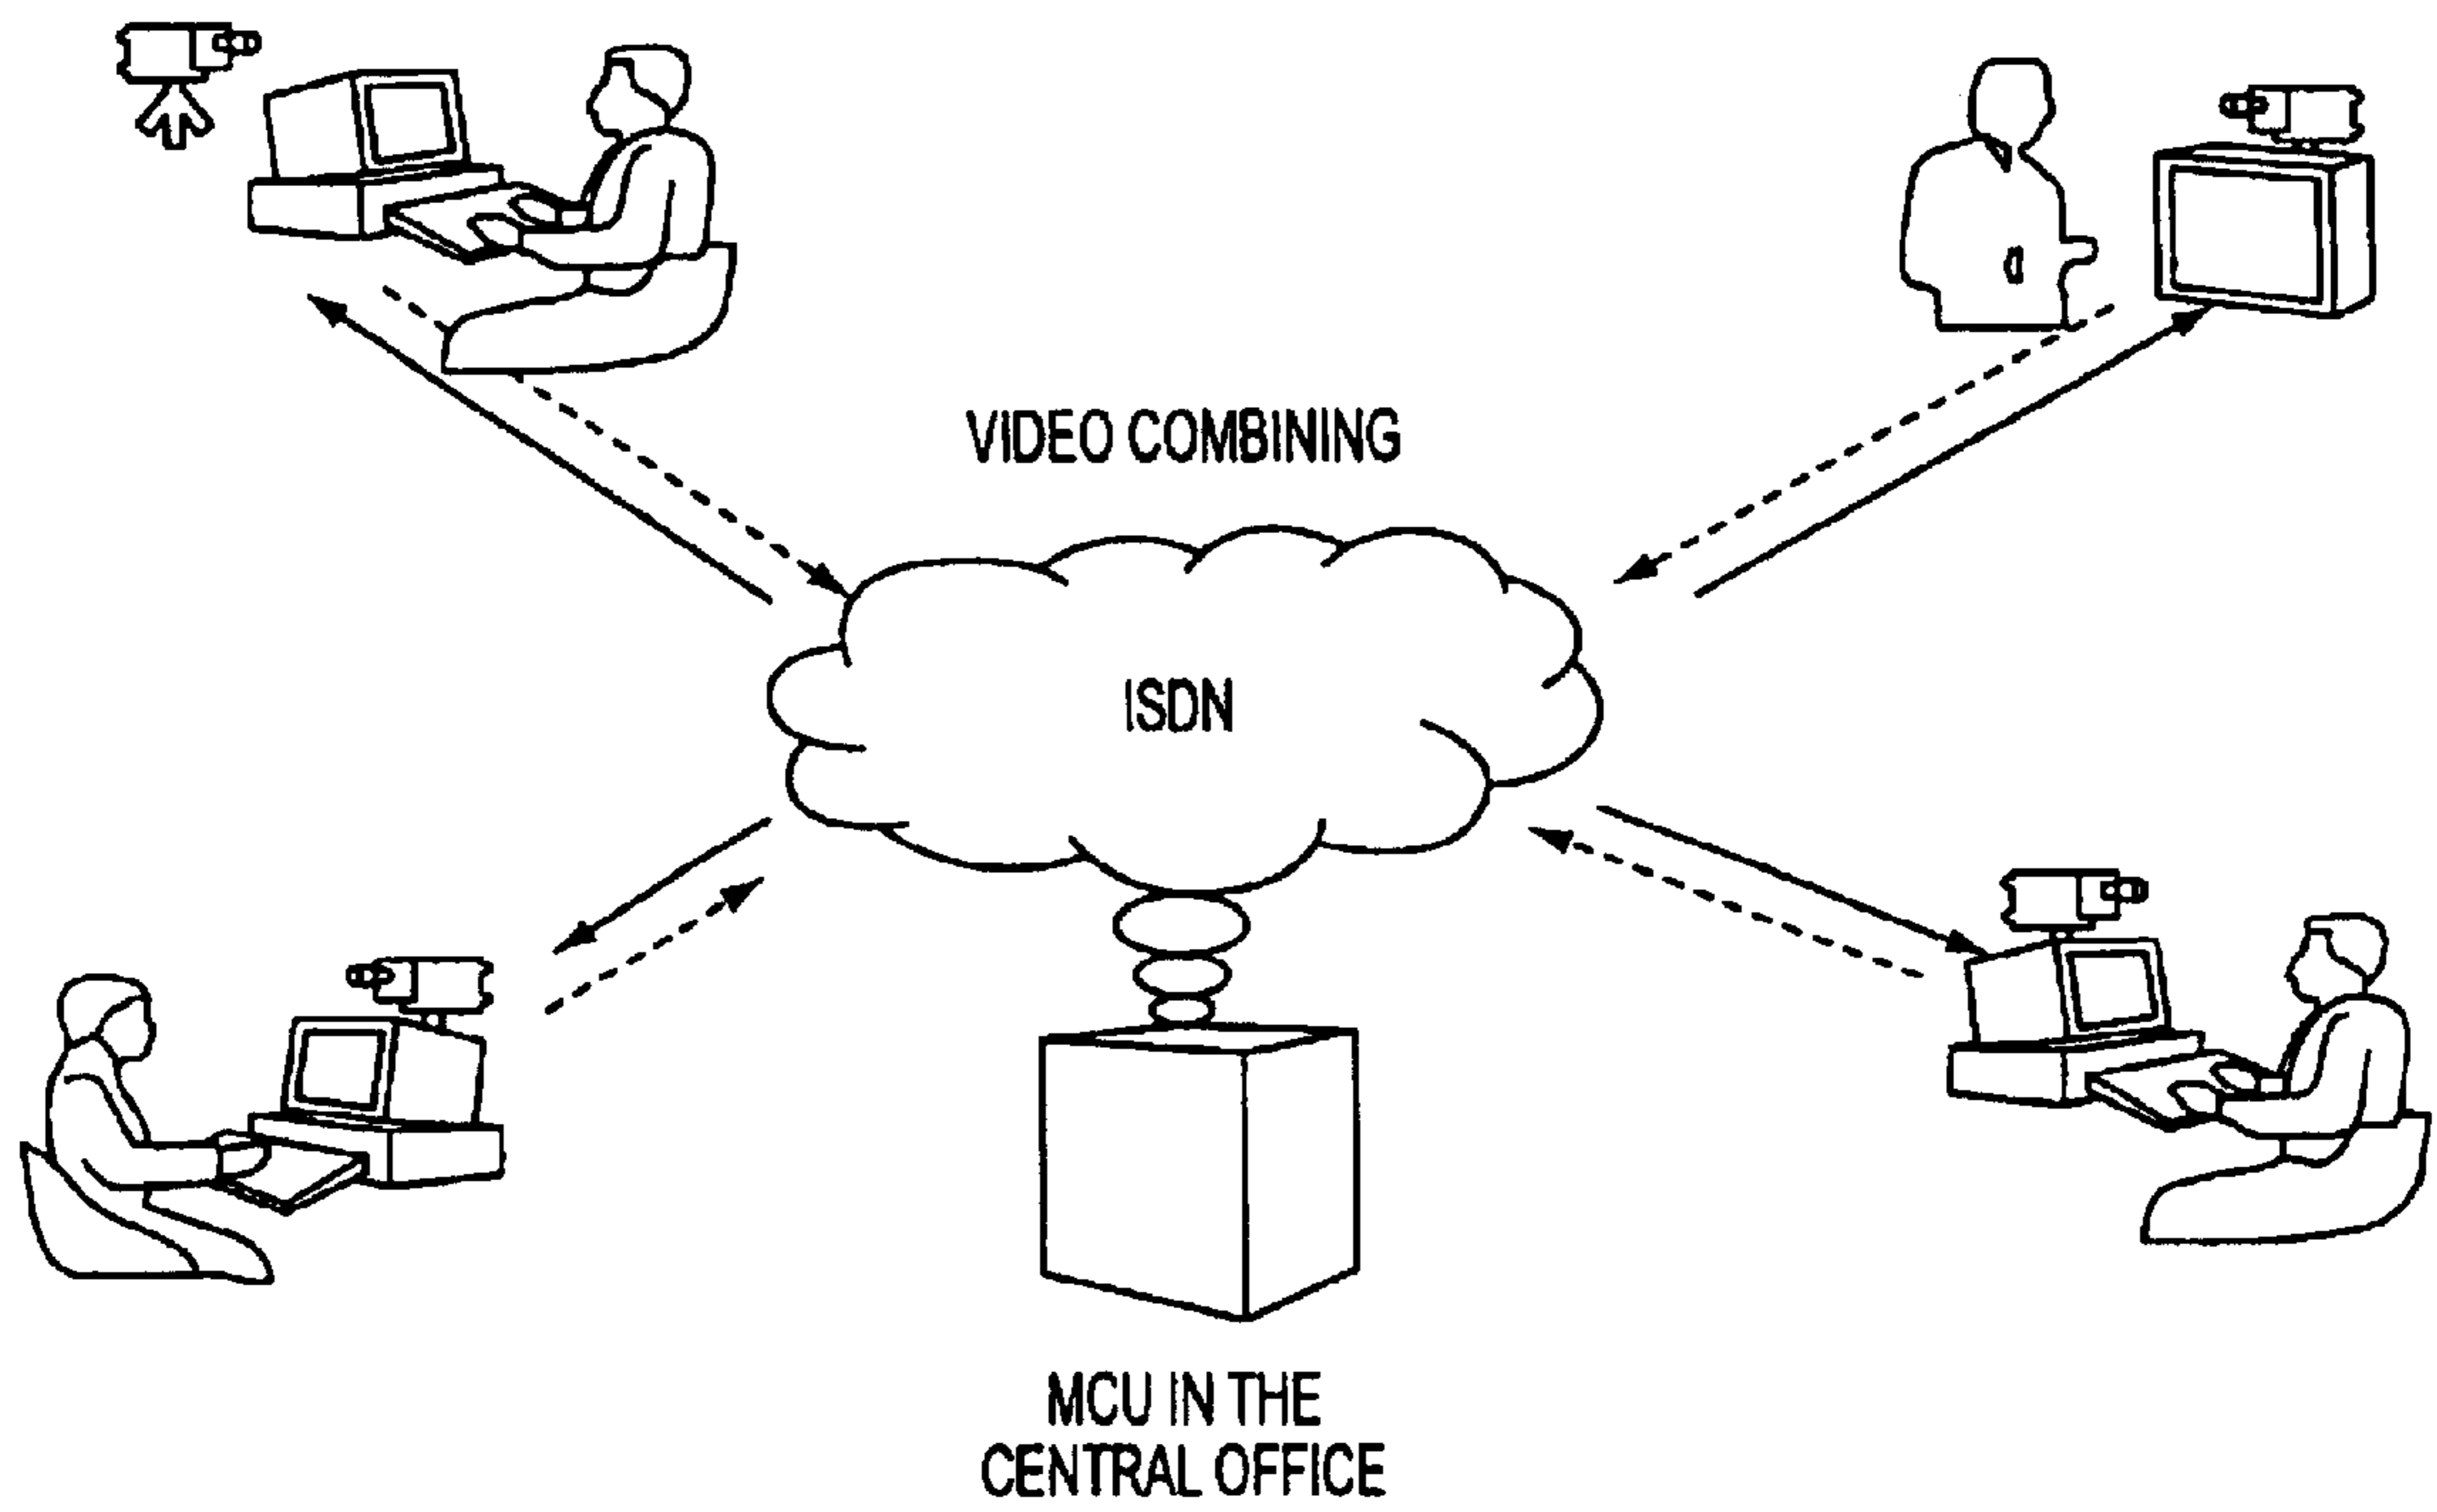 VIDEO COMBINING
ISDN
MCU IN THE
CENTRAL OFFICE